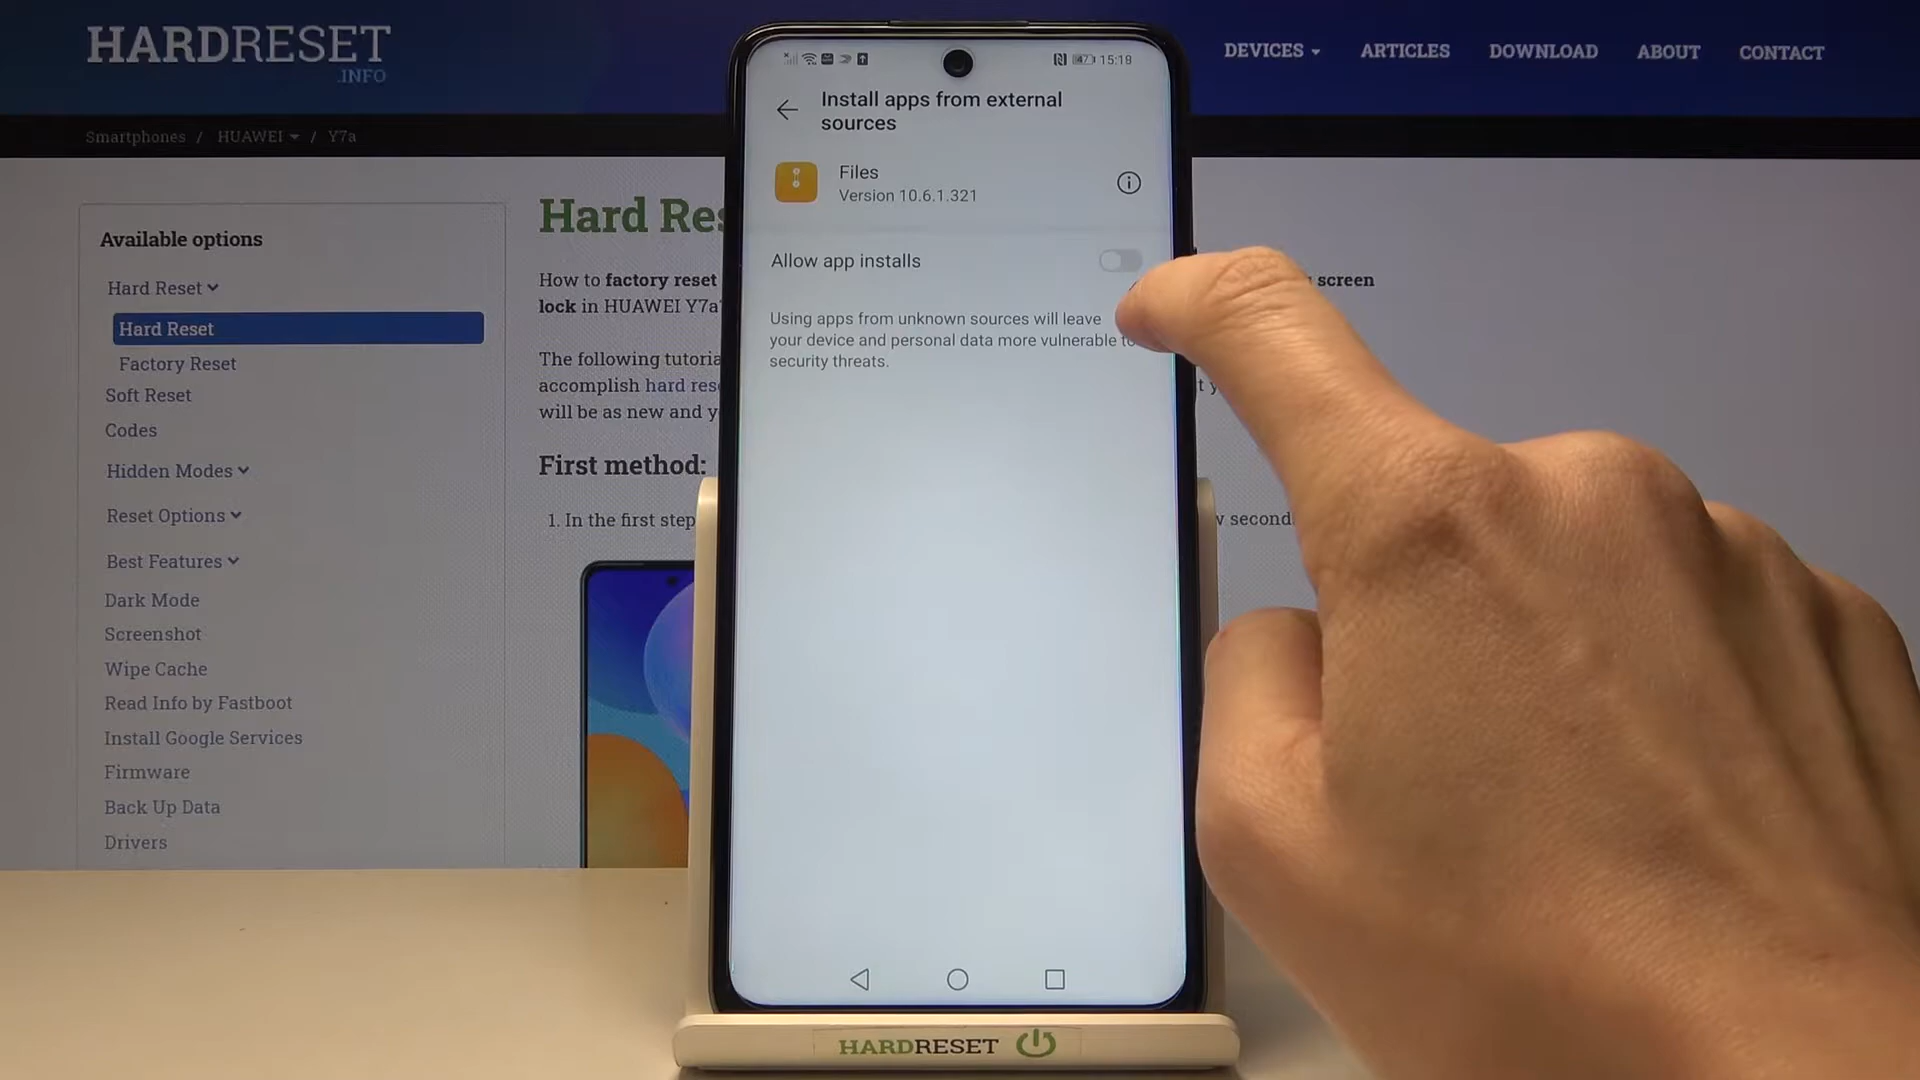 HARDRESET
.INFO
DEVICES
ARTICLES
DOWNLOAD
ABOUT
CONTACT
Smartphones / HUAWEI / Y7a
Available options
Hard Reset
Hard Reset
Factory Reset
Soft Reset
Codes
Hidden Modes
Reset Options
Best Features
Dark Mode
Screenshot
Wipe Cache
Read Info by Fastboot
Install Google Services
Firmware
Back Up Data
Drivers
Hard Res
How to factory reset
screen
lock in HUAWEI Y7a
The following tutoria
accomplish hard res
will be as new and y
First method:
1. In the first step
w second
47 15:18
Install apps from external
sources
Files
Version 10.6.1.321
Allow app installs
Using apps from unknown sources will leave
your device and personal data more vulnerable to
security threats.
HARDRESET